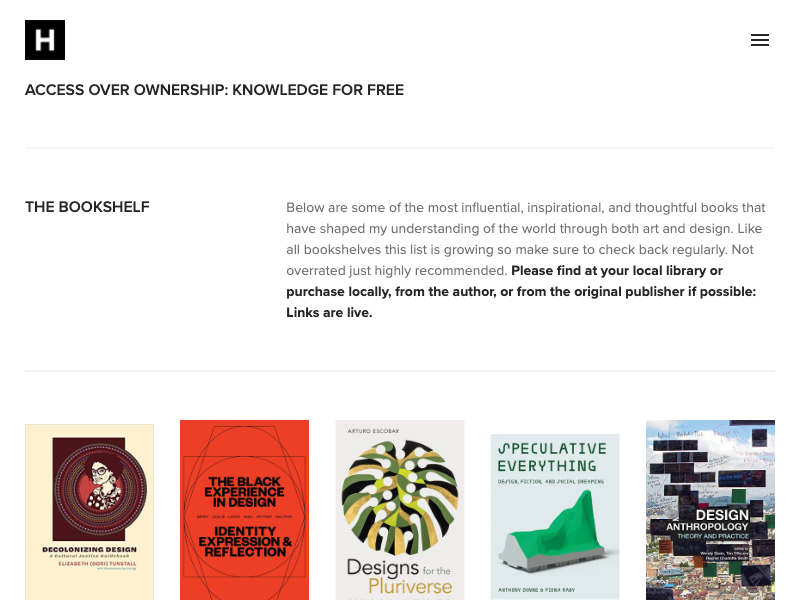 H
ACCESS OVER OWNERSHIP: KNOWLEDGE FOR FREE
THE BOOKSHELF
Below are some of the most influential, inspirational, and thoughtful books that
have shaped my understanding of the world through both art and design. Like
all bookshelves this list is growing so make sure to check back regularly. Not
overrated just highly recommended. Please find at your local library or
purchase locally, from the author, or from the original publisher if possible:
Links are live.
DECOLONIZING DESIGN
A Cultural Justice Guidebook
ELIZABETH (DORI) TUNSTALL
THE BLACK
EXPERIENCE
IN DESIGN
IDENTITY
EXPRESSION &
REFLECTION
ARTURO ESCOBAR
Designs for the
Pluriverse
SPECULATIVE
EVERYTHING
DESIGN, FICTION, AND SOCIAL DREAMING
ANTHONY DUNNE & FIONA RABY
DESIGN
ANTHROPOLOGY
THEORY AND PRACTICE